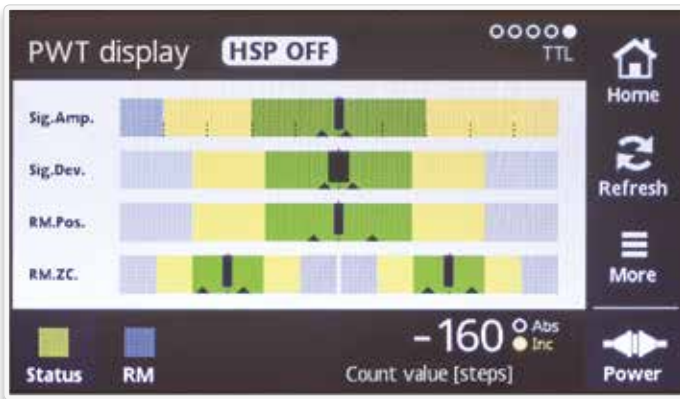 PWT display
HSP OFF
TTL
Home
Sig.Amp.
Sig.Dev.
Refresh
RM.Pos.
RM.ZC.
More
-160
Abs
Inc
Status
RM
Count value [steps]
Power